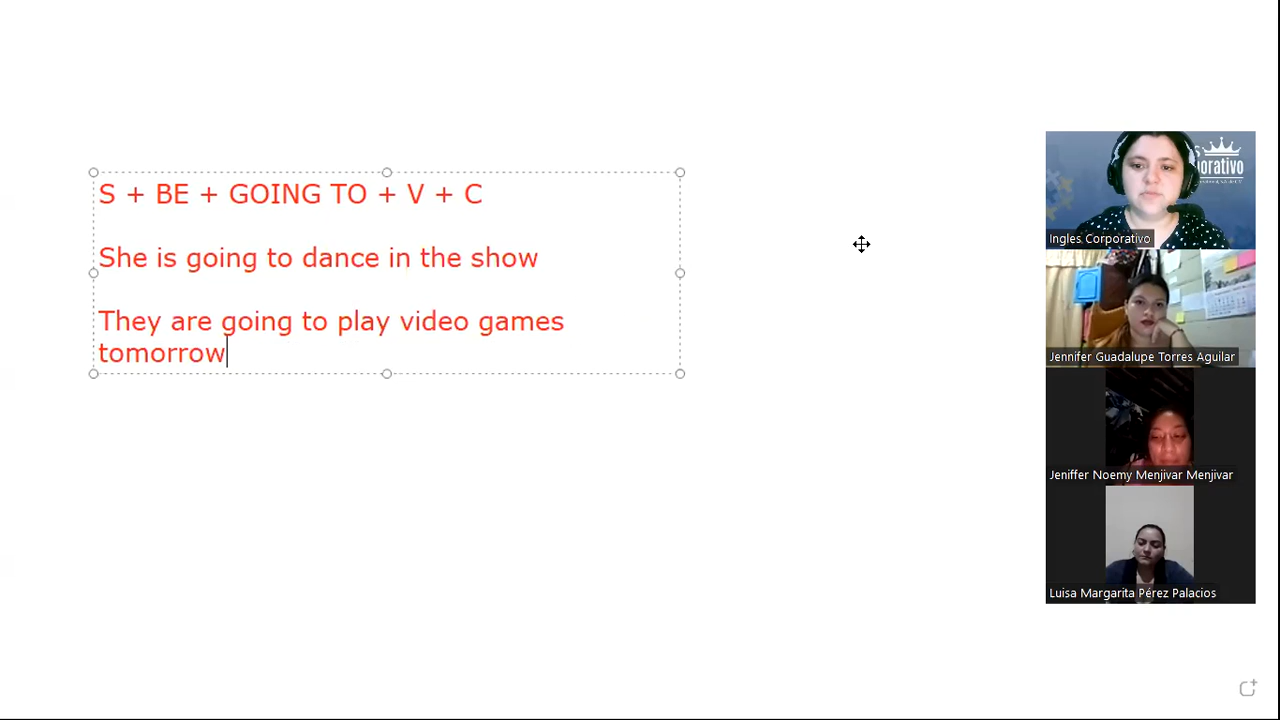 S + BE + GOING TO + V + C
She is going to dance in the show
They are going to play video games
tomorrow
orativo
Ingles Corporativo
Jennifer Guadalupe Torres Aguilar
Jeniffer Noemy Menjivar Menjivar
Luisa Margarita Pérez Palacios